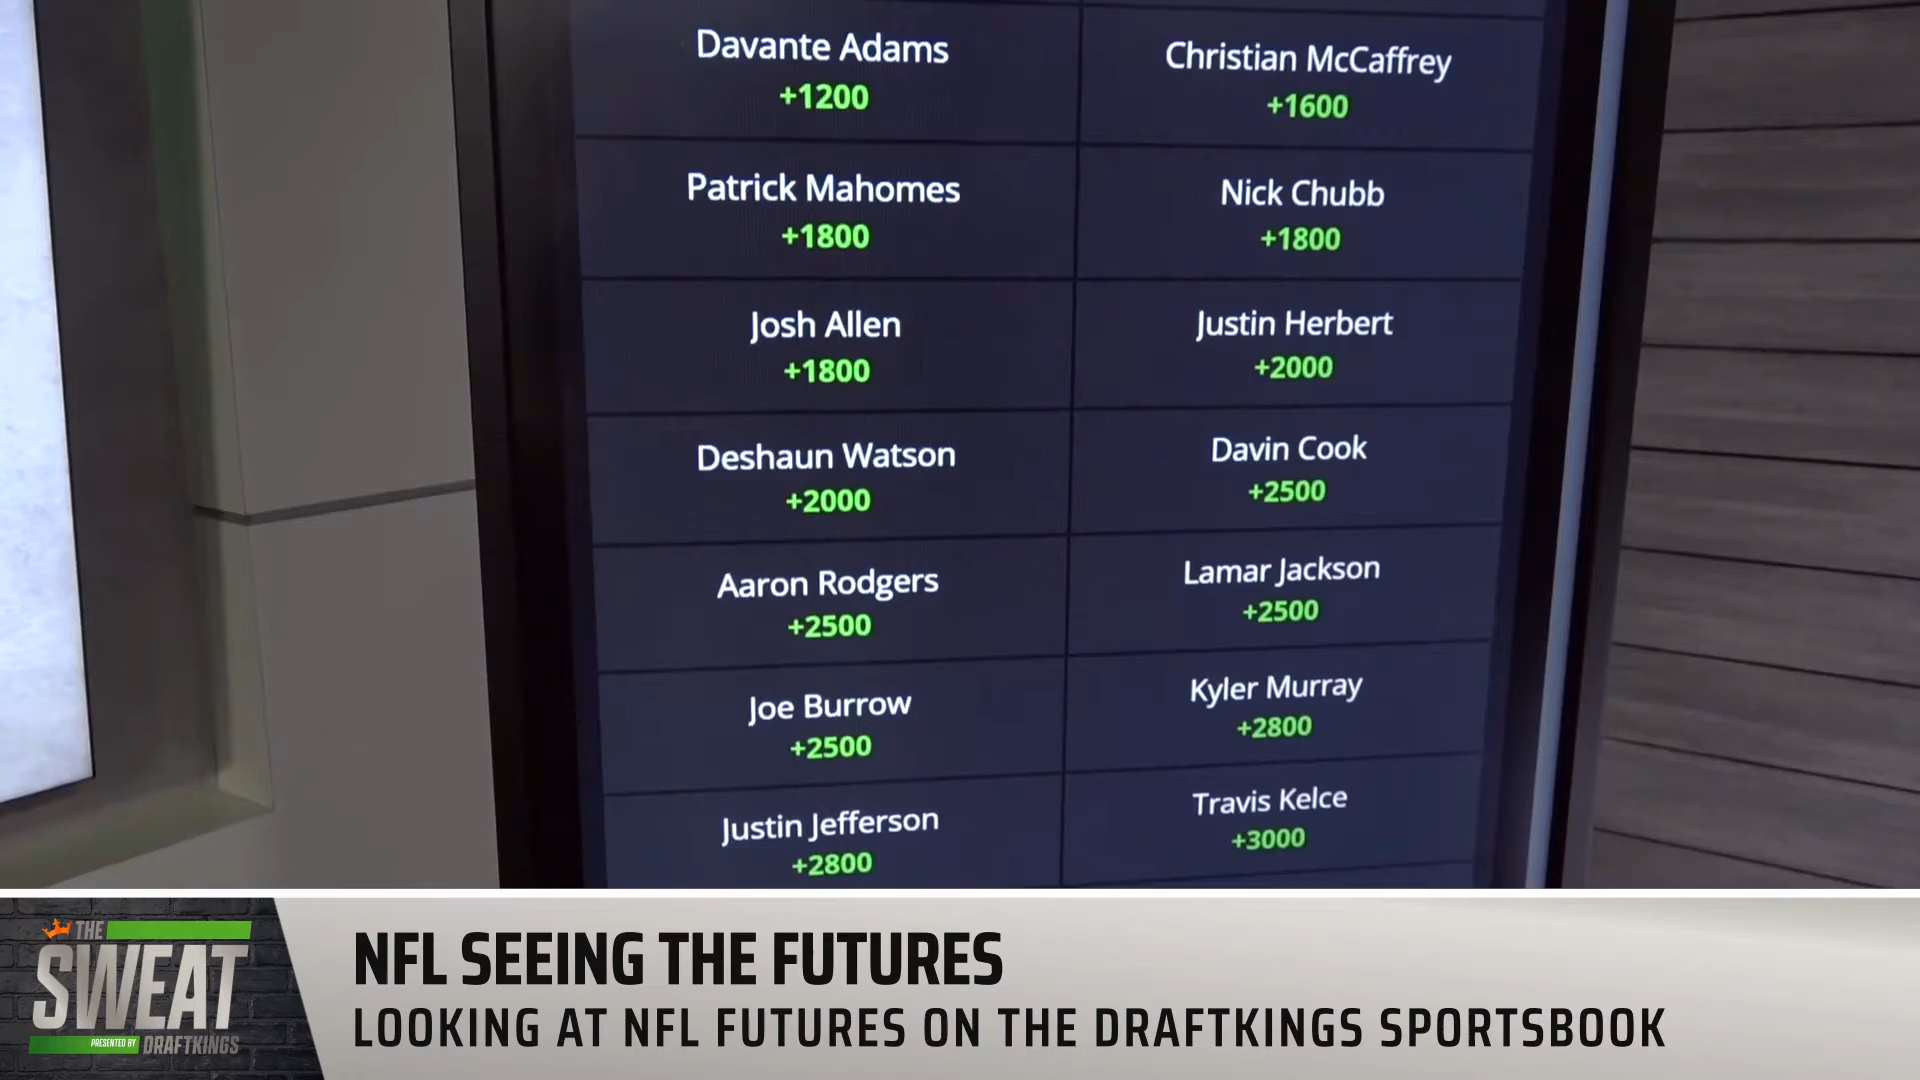 Davante Adams
+1200
Christian McCaffrey
+1600
Patrick Mahomes
+1800
Nick Chubb
+1800
Josh Allen
+1800
Justin Herbert
+2000
Deshaun Watson
+2000
Davin Cook
+2500
Aaron Rodgers
+2500
Lamar Jackson
+2500
Joe Burrow
+2500
Kyler Murray
+2800
Justin Jefferson
+2800
Travis Kelce
+3000
THE
SWEAT
PRESENTED BY DRAFTKINGS
NFL SEEING THE FUTURES
LOOKING AT NFL FUTURES ON THE DRAFTKINGS SPORTSBOOK